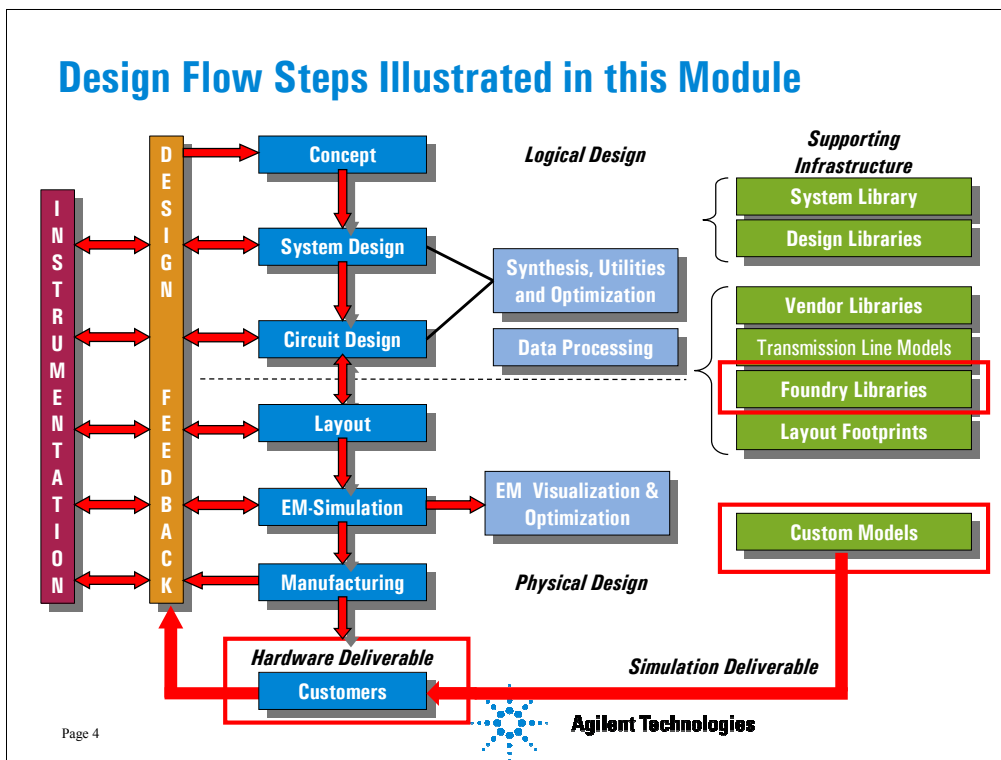 Design Flow Steps Illustrated in this Module
INSTRUMENTATION
DESIGN FEEDBACK
Concept
System Design
Circuit Design
Layout
EM-Simulation
Manufacturing
Hardware Deliverable
Customers
Logical Design
Synthesis, Utilities
and Optimization
Data Processing
EM Visualization &
Optimization
Physical Design
Supporting
Infrastructure
System Library
Design Libraries
Vendor Libraries
Transmission Line Models
Foundry Libraries
Layout Footprints
Custom Models
Simulation Deliverable
Page 4
Agilent Technologies